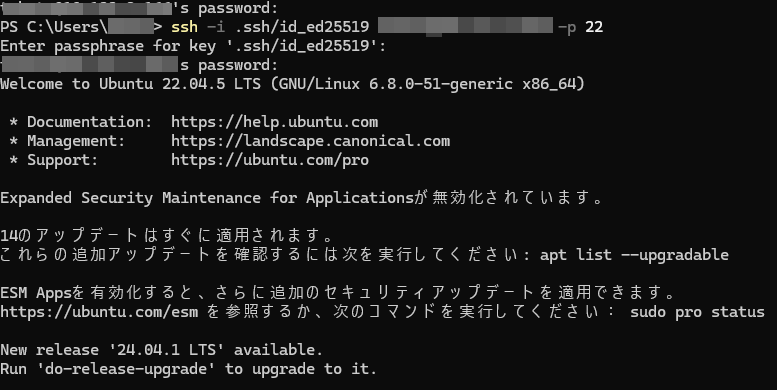 's password:
PS C:\Users\> ssh -i .ssh/id_ed25519 -p 22
Enter passphrase for key '.ssh/id_ed25519':
's password:
Welcome to Ubuntu 22.04.5 LTS (GNU/Linux 6.8.0-51-generic x86_64)
* Documentation: https://help.ubuntu.com
* Management: https://landscape.canonical.com
* Support: https://ubuntu.com/pro
Expanded Security Maintenance for Applicationsが無効化されています。
14のアップデートはすぐに適用されます。
これらの追加アップデートを確認するには次を実行してください: apt list --upgradable
ESM Appsを有効化すると、さらに追加のセキュリティアップデートを適用できます。
https://ubuntu.com/esm を参照するか、次のコマンドを実行してください: sudo pro status
New release '24.04.1 LTS' available.
Run 'do-release-upgrade' to upgrade to it.